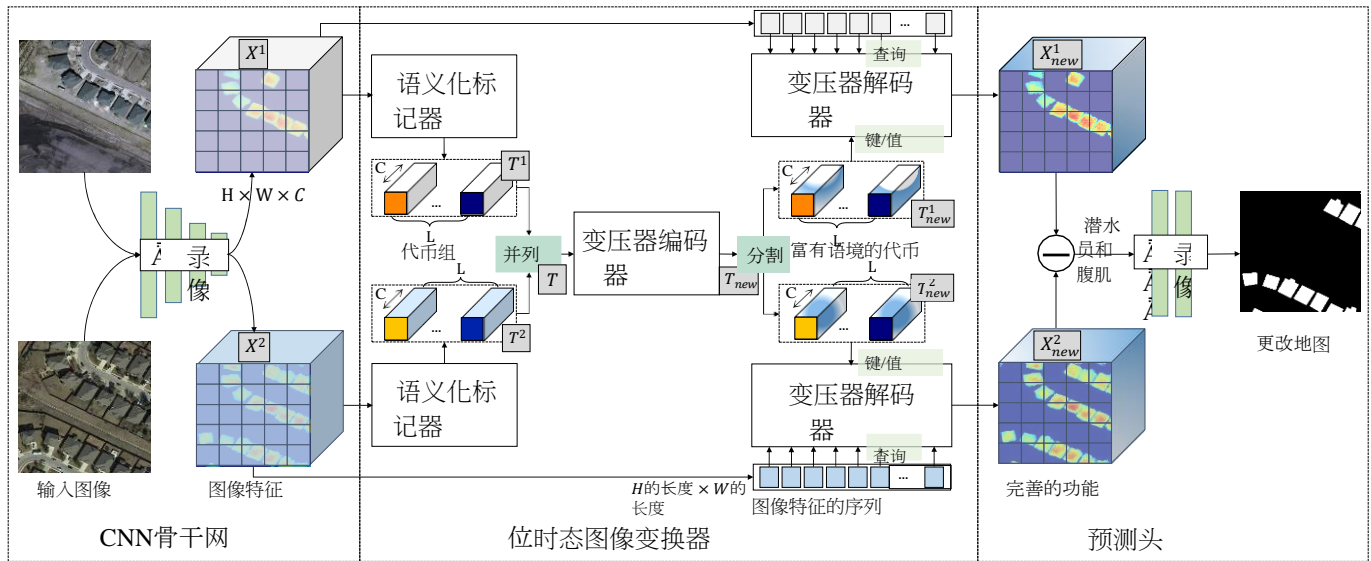 X¹
H × W × C
录
像
X²
输入图像
图像特征
CNN骨干网
语义化标
记器
C
T¹
...
L
代币组
并列
T
L
C
...
T²
语义化标
记器
变压器编码
器
T_new
分割
...
查询
变压器解码
器
键/值
C
...
T¹_new
L
富有语境的代币
L
C
...
T²_new
键/值
变压器解码
器
查询
...
H的长度 × W的
长度
图像特征的序列
位时态图像变换器
X¹_new
潜水
员和
腹肌
录
像
X²_new
完善的功能
更改地图
预测头